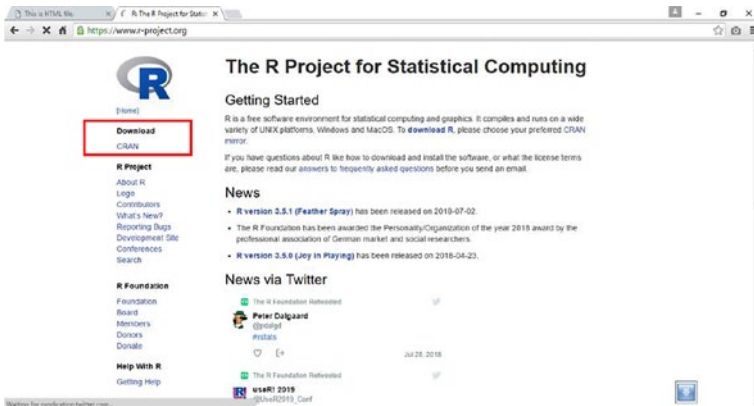 This is HTML file.
R: The R Project for Statis
https://www.r-project.org
R
[Home]
Download
CRAN
R Project
About R
Logo
Contributors
What's New?
Reporting Bugs
Development Site
Conferences
Search
R Foundation
Foundation
Board
Members
Donors
Donate
Help With R
Getting Help
The R Project for Statistical Computing
Getting Started
R is a free software environment for statistical computing and graphics. It compiles and runs on a wide
variety of UNIX platforms, Windows and MacOS. To download R, please choose your preferred CRAN
mirror.
If you have questions about R like how to download and install the software, or what the license terms
are, please read our answers to frequently asked questions before you send an email.
News
• R version 3.5.1 (Feather Spray) has been released on 2018-07-02.
• The R Foundation has been awarded the Personality/Organization of the year 2018 award by the
professional association of German market and social researchers.
• R version 3.5.0 (Joy in Playing) has been released on 2018-04-23.
News via Twitter
The R Foundation Retweeted
Peter Dalgaard
@pdalgd
#rstats
Jul 28, 2018
The R Foundation Retweeted
useR! 2019
@UseR2019_Conf
Waiting for syndication.twitter.com...